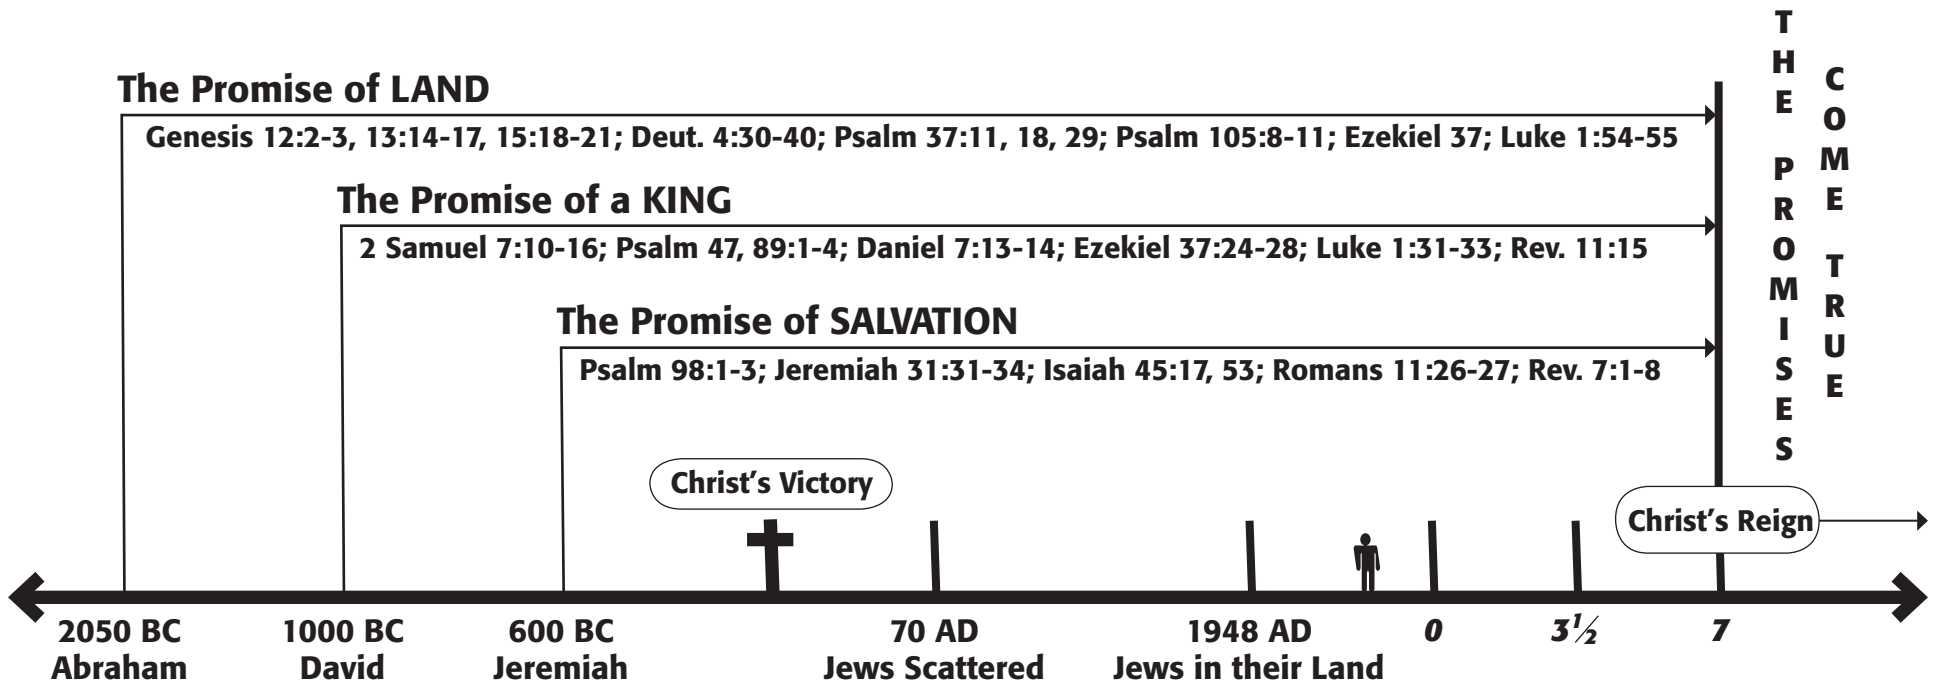 The Promise of LAND
Genesis 12:2-3, 13:14-17, 15:18-21; Deut. 4:30-40; Psalm 37:11, 18, 29; Psalm 105:8-11; Ezekiel 37; Luke 1:54-55
The Promise of a KING
2 Samuel 7:10-16; Psalm 47, 89:1-4; Daniel 7:13-14; Ezekiel 37:24-28; Luke 1:31-33; Rev. 11:15
The Promise of SALVATION
Psalm 98:1-3; Jeremiah 31:31-34; Isaiah 45:17, 53; Romans 11:26-27; Rev. 7:1-8
THE PROMISES
COME TRUE
Christ’s Victory
Christ’s Reign
2050 BC
Abraham
1000 BC
David
600 BC
Jeremiah
70 AD
Jews Scattered
1948 AD
Jews in their Land
0
3½
7